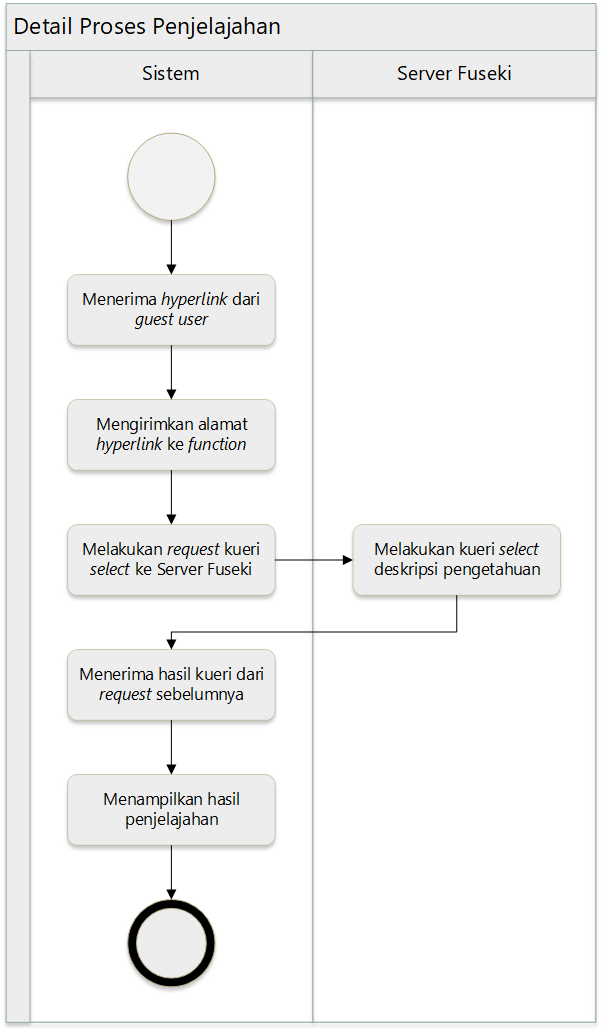 Detail Proses Penjelajahan
Sistem
Server Fuseki
Menerima hyperlink dari
guest user
Mengirimkan alamat
hyperlink ke function
Melakukan request kueri
select ke Server Fuseki
Melakukan kueri select
deskripsi pengetahuan
Menerima hasil kueri dari
request sebelumnya
Menampilkan hasil
penjelajahan